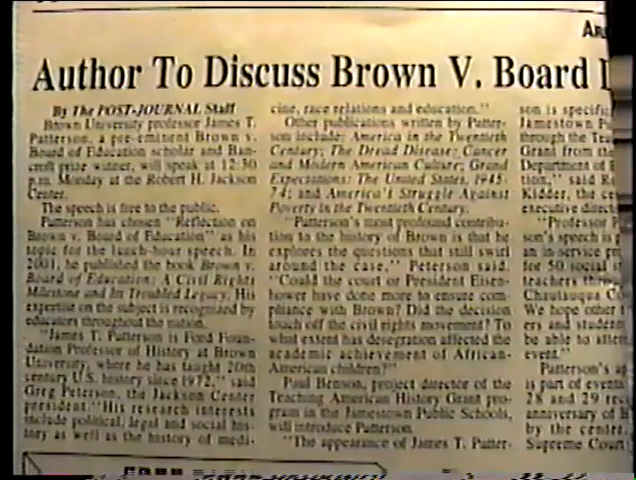 Author To Discuss Brown V. Board
By The POST-JOURNAL Staff
Brown University professor James T.
Patterson, a pre-eminent Brown v.
Board of Education scholar and Ban-
croft prize winner, will speak at 12:30
p.m. Monday at the Robert H. Jackson
Center.
The speech is free to the public.
Patterson has chosen "Reflection on
Brown v. Board of Education" as his
topic for the lunch-hour speech. In
2001, he published the book Brown v.
Board of Education: A Civil Rights
Milestone and Its Troubled Legacy. His
expertise on the subject is recognized by
educators throughout the nation.
"James T. Patterson is Ford Foun-
dation Professor of History at Brown
University, where he has taught 20th
century U.S. history since 1972," said
Greg Peterson, the Jackson Center
president. "His research interests
include political, legal and social his-
tory as well as the history of medi-
cine, race relations and education."
Other publications written by Patter-
son include: America in the Twentieth
Century; The Dread Disease: Cancer
and Modern American Culture; Grand
Expectations: The United States, 1945-
74; and America's Struggle Against
Poverty in the Twentieth Century.
"Patterson's most profound contribu-
tion to the history of Brown is that he
explores the questions that still swirl
around the case," Peterson said.
"Could the court or President Eisen-
hower have done more to ensure com-
pliance with Brown? Did the decision
touch off the civil rights movement? To
what extent has desegration affected the
academic achievement of African-
American children?"
Paul Benson, project director of the
Teaching American History Grant pro-
gram in the Jamestown Public Schools,
will introduce Patterson.
"The appearance of James T. Patter-
son is specific
Jamestown Pu
through the Tea
Grant from
Department of E
tion," said Ro
Kidder, the ce
executive direct
"Professor P
son's speech is p
an in-service pr
for 50 social
teachers thro
Chautauqua Co
We hope other
ers and student
be able to atten
event."
Patterson's ap
is part of events
28 and 29 rec
anniversary of B
by the center.
Supreme Court